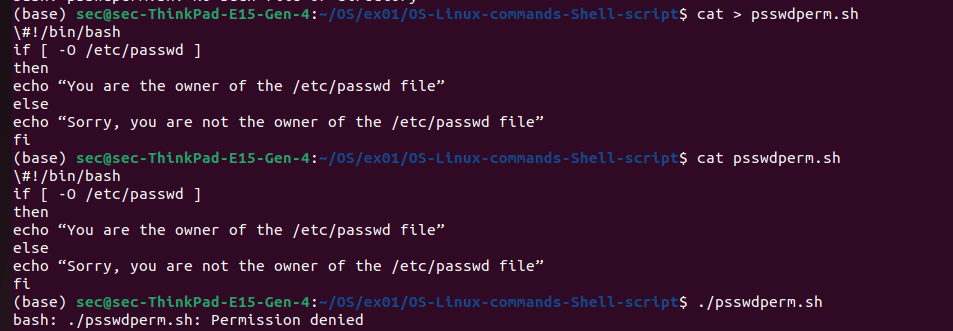 (base) sec@sec-ThinkPad-E15-Gen-4:~/OS/ex01/OS-Linux-commands-Shell-script$ cat > psswdperm.sh
\#!/bin/bash
if [ -O /etc/passwd ]
then
echo “You are the owner of the /etc/passwd file”
else
echo “Sorry, you are not the owner of the /etc/passwd file”
fi
(base) sec@sec-ThinkPad-E15-Gen-4:~/OS/ex01/OS-Linux-commands-Shell-script$ cat psswdperm.sh
\#!/bin/bash
if [ -O /etc/passwd ]
then
echo “You are the owner of the /etc/passwd file”
else
echo “Sorry, you are not the owner of the /etc/passwd file”
fi
(base) sec@sec-ThinkPad-E15-Gen-4:~/OS/ex01/OS-Linux-commands-Shell-script$ ./psswdperm.sh
bash: ./psswdperm.sh: Permission denied